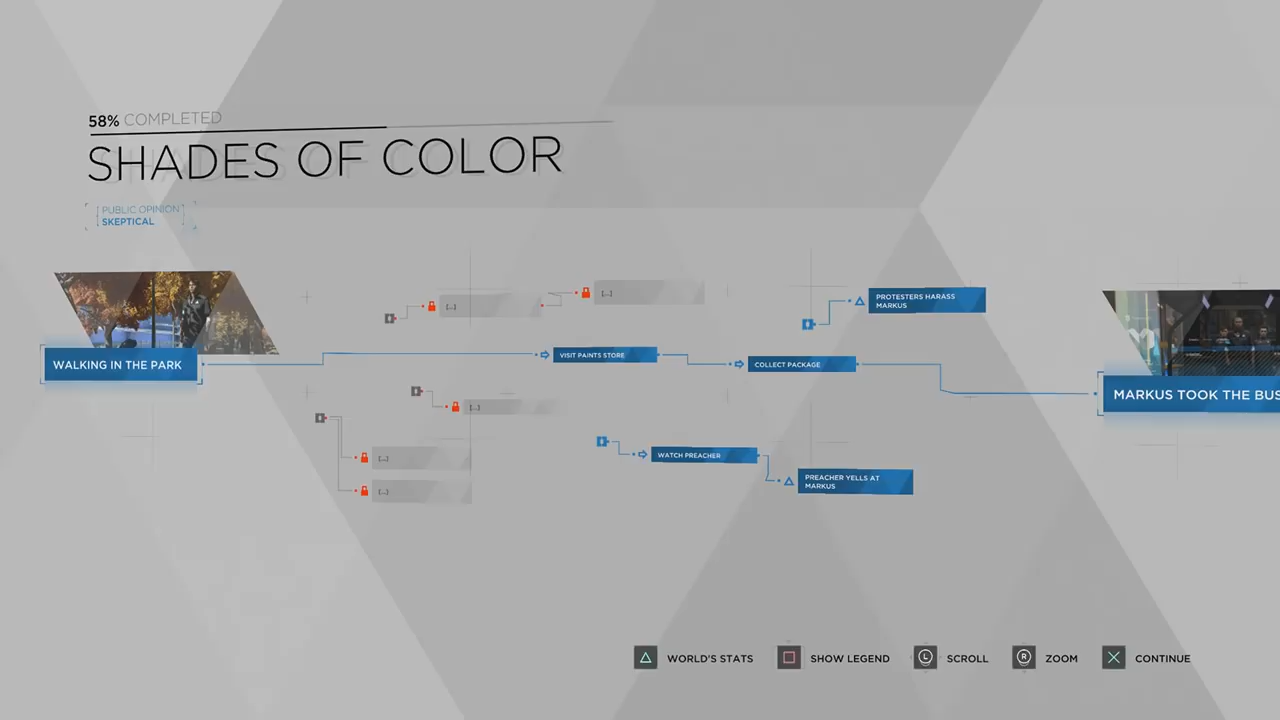 58% COMPLETED
SHADES OF COLOR
PUBLIC OPINION
SKEPTICAL
[...]
[...]
PROTESTERS HARASS
MARKUS
VISIT PAINTS STORE
WALKING IN THE PARK
COLLECT PACKAGE
MARKUS TOOK THE BUS
[...]
[...]
WATCH PREACHER
PREACHER YELLS AT
MARKUS
[...]
WORLD'S STATS
SHOW LEGEND
L
SCROLL
R
ZOOM
CONTINUE